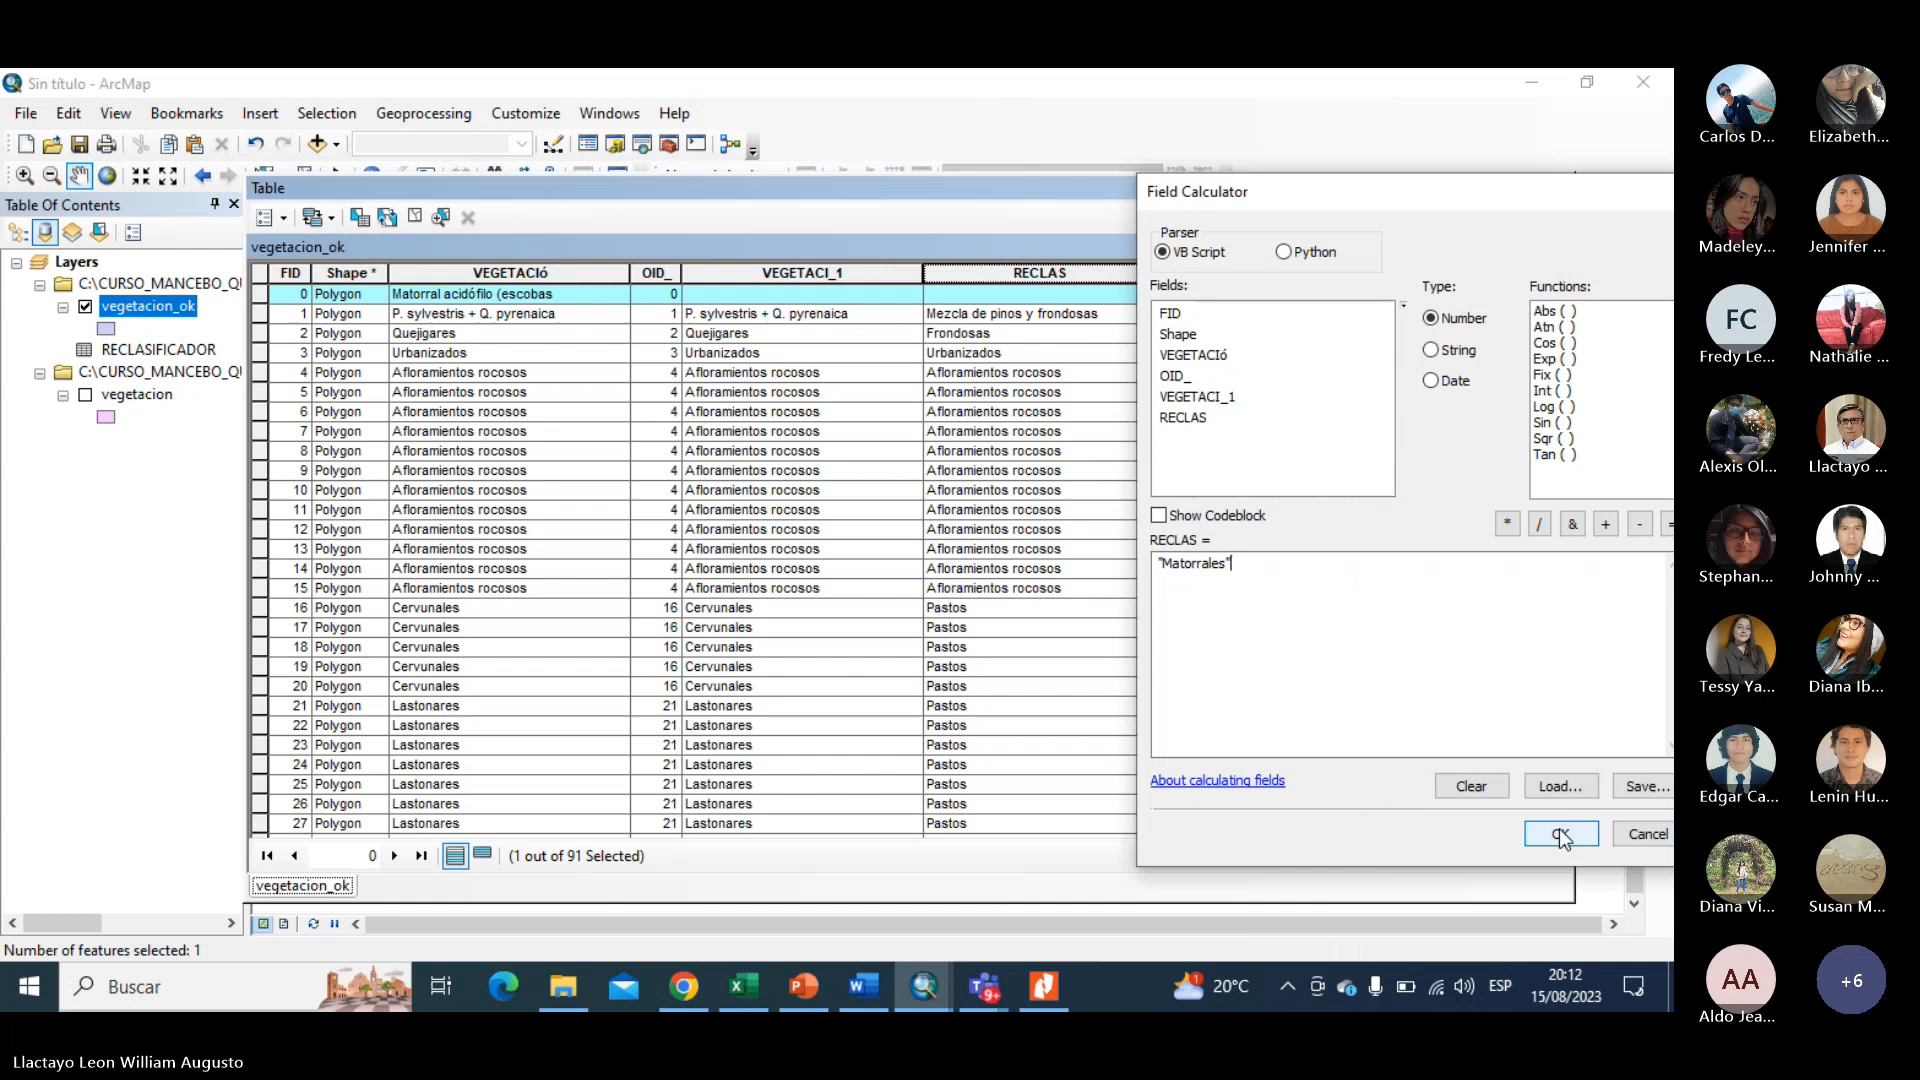 Sin título - ArcMap
File Edit View Bookmarks Insert Selection Geoprocessing Customize Windows Help
Table Of Contents
Layers
C:\CURSO_MANCEBO_QU
vegetacion_ok
RECLASIFICADOR
C:\CURSO_MANCEBO_QU
vegetacion
Table
vegetacion_ok
FID Shape * VEGETACIó OID_ VEGETACI_1 RECLAS
0 Polygon Matorral acidófilo (escobas 0
1 Polygon P. sylvestris + Q. pyrenaica 1 P. sylvestris + Q. pyrenaica Mezcla de pinos y frondosas
2 Polygon Quejigares 2 Quejigares Frondosas
3 Polygon Urbanizados 3 Urbanizados Urbanizados
4 Polygon Afloramientos rocosos 4 Afloramientos rocosos Afloramientos rocosos
5 Polygon Afloramientos rocosos 4 Afloramientos rocosos Afloramientos rocosos
6 Polygon Afloramientos rocosos 4 Afloramientos rocosos Afloramientos rocosos
7 Polygon Afloramientos rocosos 4 Afloramientos rocosos Afloramientos rocosos
8 Polygon Afloramientos rocosos 4 Afloramientos rocosos Afloramientos rocosos
9 Polygon Afloramientos rocosos 4 Afloramientos rocosos Afloramientos rocosos
10 Polygon Afloramientos rocosos 4 Afloramientos rocosos Afloramientos rocosos
11 Polygon Afloramientos rocosos 4 Afloramientos rocosos Afloramientos rocosos
12 Polygon Afloramientos rocosos 4 Afloramientos rocosos Afloramientos rocosos
13 Polygon Afloramientos rocosos 4 Afloramientos rocosos Afloramientos rocosos
14 Polygon Afloramientos rocosos 4 Afloramientos rocosos Afloramientos rocosos
15 Polygon Afloramientos rocosos 4 Afloramientos rocosos Afloramientos rocosos
16 Polygon Cervunales 16 Cervunales Pastos
17 Polygon Cervunales 16 Cervunales Pastos
18 Polygon Cervunales 16 Cervunales Pastos
19 Polygon Cervunales 16 Cervunales Pastos
20 Polygon Cervunales 16 Cervunales Pastos
21 Polygon Lastonares 21 Lastonares Pastos
22 Polygon Lastonares 21 Lastonares Pastos
23 Polygon Lastonares 21 Lastonares Pastos
24 Polygon Lastonares 21 Lastonares Pastos
25 Polygon Lastonares 21 Lastonares Pastos
26 Polygon Lastonares 21 Lastonares Pastos
27 Polygon Lastonares 21 Lastonares Pastos
0 (1 out of 91 Selected)
vegetacion_ok
Number of features selected: 1
Field Calculator
Parser
VB Script Python
Fields: Type: Functions:
FID
Shape
VEGETACIó
OID_
VEGETACI_1
RECLAS
Number
String
Date
Abs ( )
Atn ( )
Cos ( )
Exp ( )
Fix ( )
Int ( )
Log ( )
Sin ( )
Sqr ( )
Tan ( )
Show Codeblock * / & + - =
RECLAS =
"Matorrales"
About calculating fields Clear Load... Save...
OK Cancel
Buscar
9+
1
20°C
ESP
20:12
15/08/2023
Carlos D... Elizabeth...
Madeley... Jennifer ...
FC
Fredy Le... Nathalie ...
Alexis Ol... Llactayo ...
Stephan... Johnny ...
Tessy Ya... Diana Ib...
Edgar Ca... Lenin Hu...
Diana Vi... Susan M...
AA +6
Aldo Jea...
Llactayo Leon William Augusto